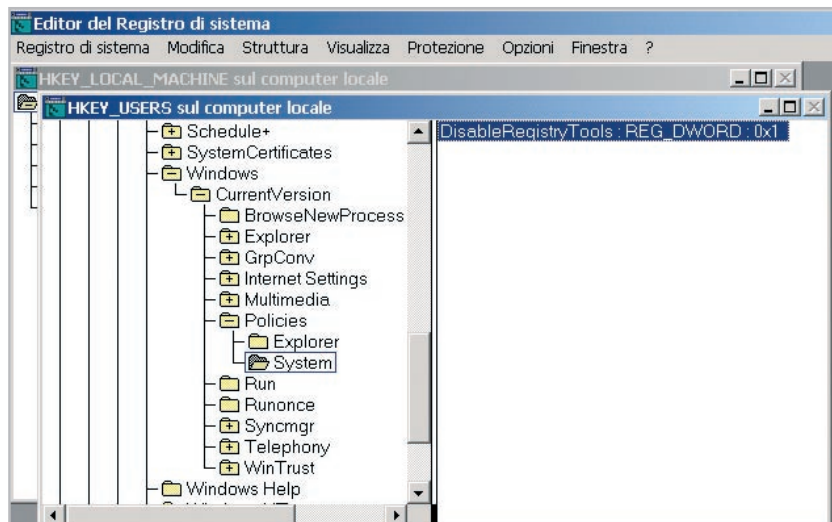 Editor del Registro di sistema
Registro di sistema Modifica Struttura Visualizza Protezione Opzioni Finestra ?
HKEY_LOCAL_MACHINE sul computer locale
HKEY_USERS sul computer locale
Schedule+
DisableRegistryTools : REG_DWORD : 0x1
SystemCertificates
Windows
CurrentVersion
BrowseNewProcess
Explorer
GrpConv
Internet Settings
Multimedia
Policies
Explorer
System
Run
Runonce
Syncmgr
Telephony
WinTrust
Windows Help